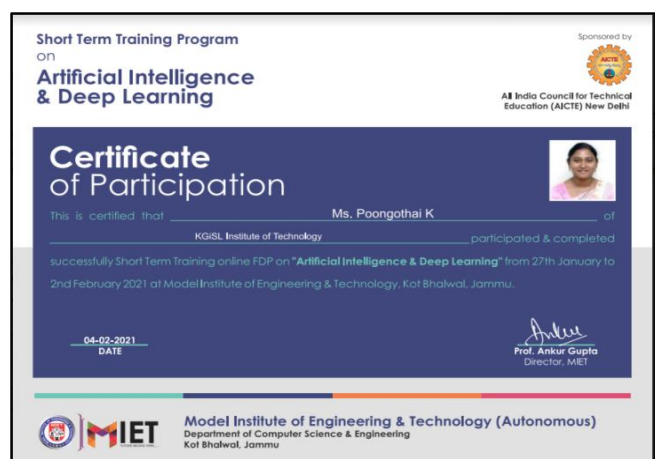 Short Term Training Program
on
Artificial Intelligence
& Deep Learning
Sponsored by
AICTE
All India Council for Technical
Education (AICTE) New Delhi
Certificate
of Participation
This is certified that Ms. Poongothai K of
KGiSL Institute of Technology participated & completed
successfully Short Term Training online FDP on "Artificial Intelligence & Deep Learning" from 27th January to
2nd February 2021 at Model Institute of Engineering & Technology, Kot Bhalwal, Jammu.
04-02-2021
DATE
Ankur
Prof. Ankur Gupta
Director, MIET
MIET
Model Institute of Engineering & Technology (Autonomous)
Department of Computer Science & Engineering
Kot Bhalwal, Jammu